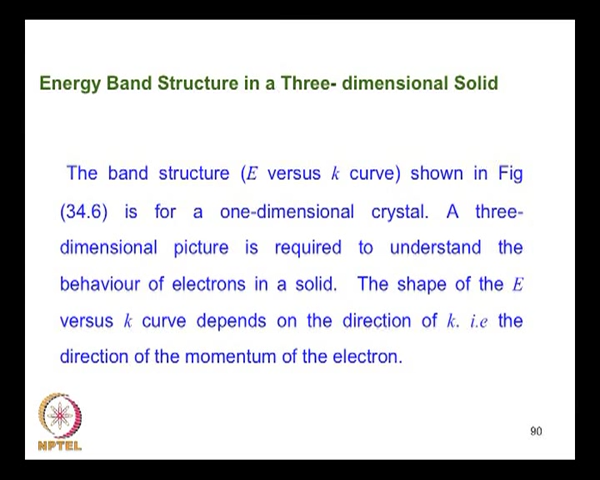 Energy Band Structure in a Three- dimensional Solid
The band structure (E versus k curve) shown in Fig
(34.6) is for a one-dimensional crystal. A three-
dimensional picture is required to understand the
behaviour of electrons in a solid. The shape of the E
versus k curve depends on the direction of k. i.e the
direction of the momentum of the electron.
NPTEL
90